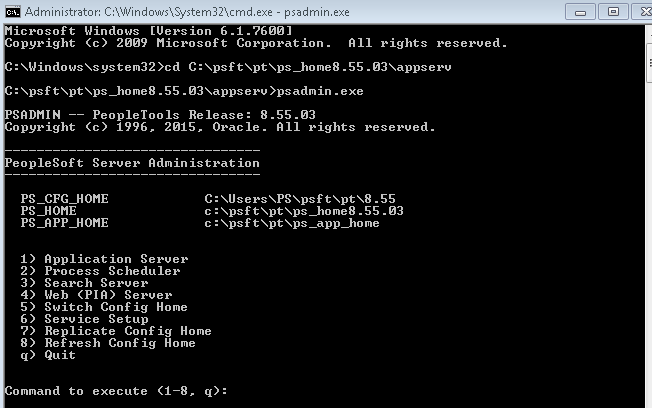 Administrator: C:\Windows\System32\cmd.exe - psadmin.exe
Microsoft Windows [Version 6.1.7600]
Copyright (c) 2009 Microsoft Corporation.  All rights reserved.
C:\Windows\system32>cd C:\psft\pt\ps_home8.55.03\appserv
C:\psft\pt\ps_home8.55.03\appserv>psadmin.exe
PSADMIN -- PeopleTools Release: 8.55.03
Copyright (c) 1996, 2015, Oracle. All rights reserved.
--------------------------------
PeopleSoft Server Administration
--------------------------------
PS_CFG_HOME            C:\Users\PS\psft\pt\8.55
PS_HOME                c:\psft\pt\ps_home8.55.03
PS_APP_HOME            c:\psft\pt\ps_app_home
1) Application Server
2) Process Scheduler
3) Search Server
4) Web (PIA) Server
5) Switch Config Home
6) Service Setup
7) Replicate Config Home
8) Refresh Config Home
q) Quit
Command to execute (1-8, q):